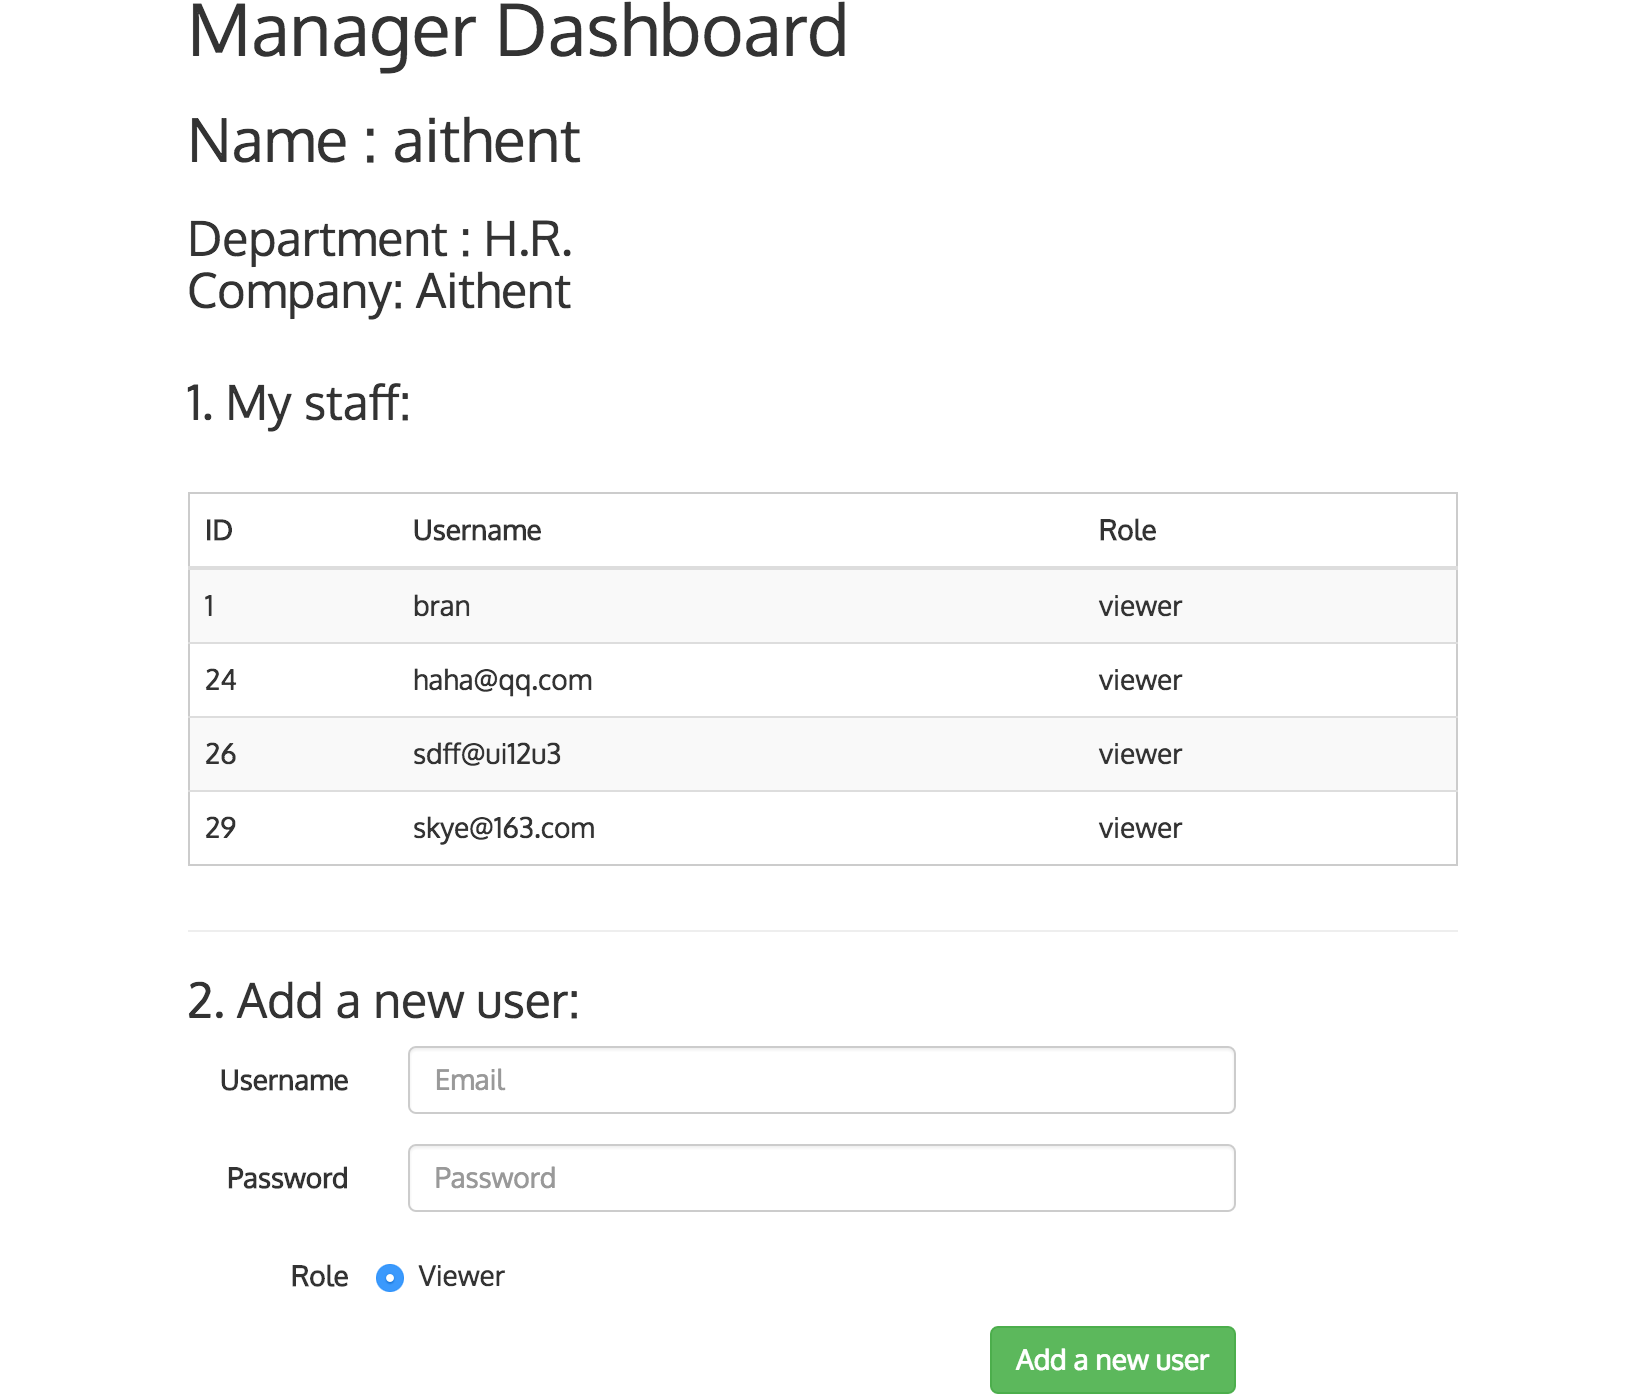 Manager Dashboard
Name : aithent
Department : H.R.
Company: Aithent
1. My staff:
ID Username Role
1 bran viewer
24 haha@qq.com viewer
26 sdff@ui12u3 viewer
29 skye@163.com viewer
2. Add a new user:
Username Email
Password Password
Role Viewer
Add a new user